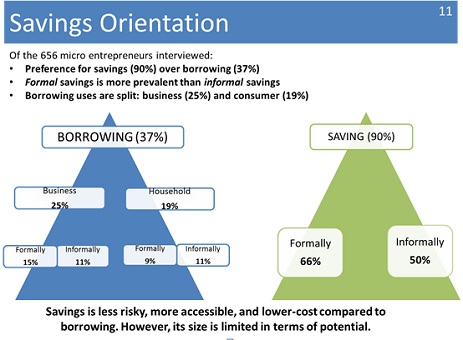 11
Savings Orientation
Of the 656 micro entrepreneurs interviewed:
• Preference for savings (90%) over borrowing (37%)
• Formal savings is more prevalent than informal savings
• Borrowing uses are split: business (25%) and consumer (19%)
BORROWING (37%)
SAVING (90%)
Business
25%
Household
19%
Formally
15%
Informally
11%
Formally
9%
Informally
11%
Formally
66%
Informally
50%
Savings is less risky, more accessible, and lower-cost compared to
borrowing. However, its size is limited in terms of potential.